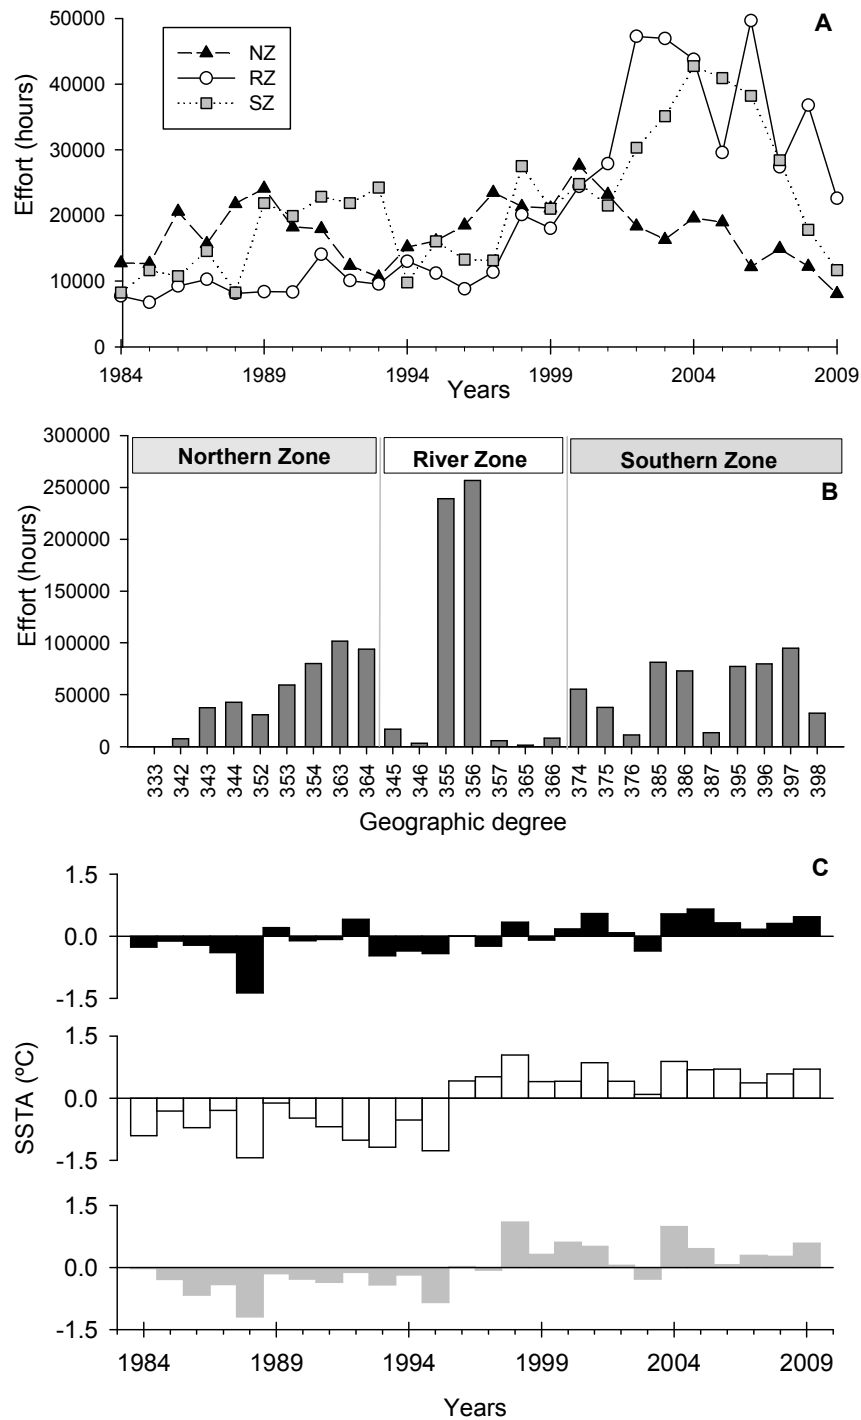 A
50000
40000
30000
20000
10000
0
Effort (hours)
NZ
RZ
SZ
1984 1989 1994 1999 2004 2009
Years
B
Northern Zone River Zone Southern Zone
300000
250000
200000
150000
100000
50000
0
Effort (hours)
333 342 343 344 352 353 354 363 364 345 346 355 356 357 365 366 374 375 376 385 386 387 395 396 397 398
Geographic degree
C
1.5
0.0
-1.5
1.5
0.0
-1.5
1.5
0.0
-1.5
SSTA (ºC)
1984 1989 1994 1999 2004 2009
Years